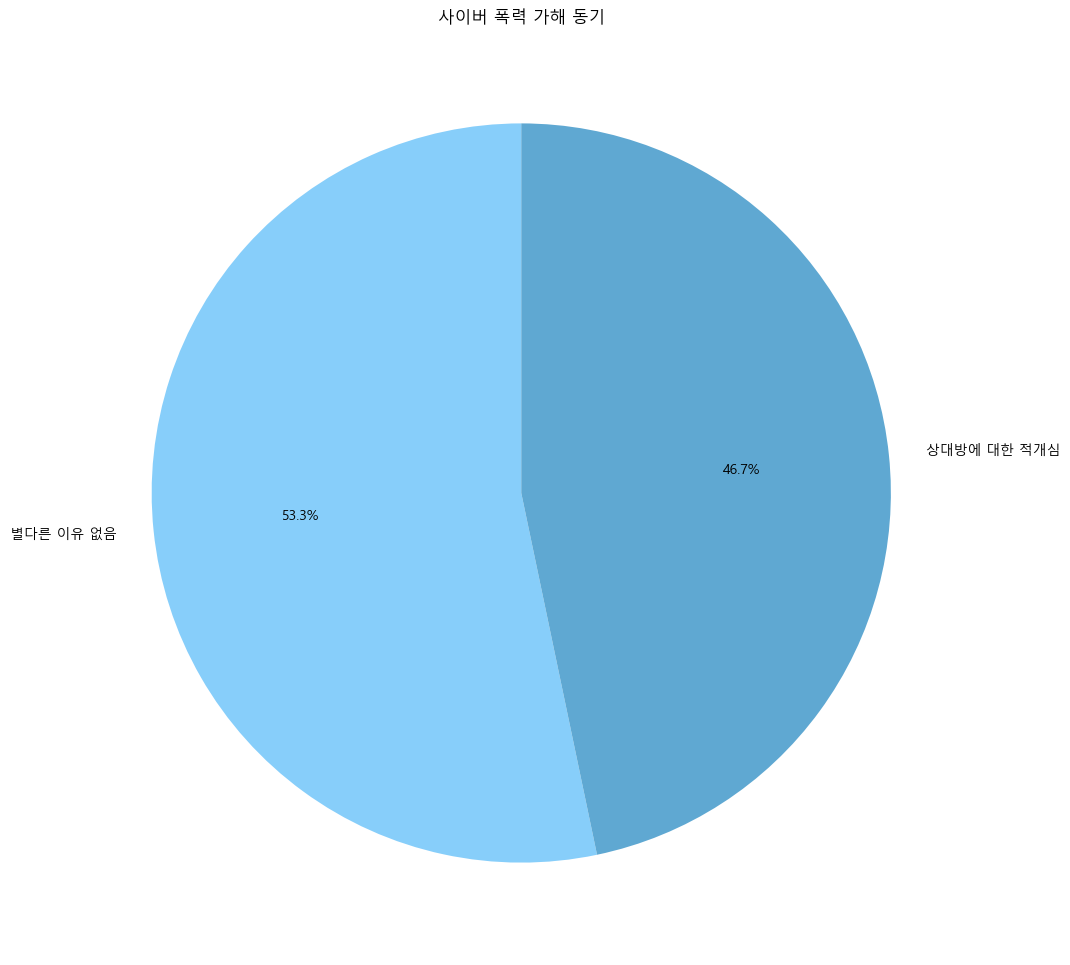 사이버 폭력 가해 동기
상대방에 대한 적개심
46.7%
53.3%
별다른 이유 없음